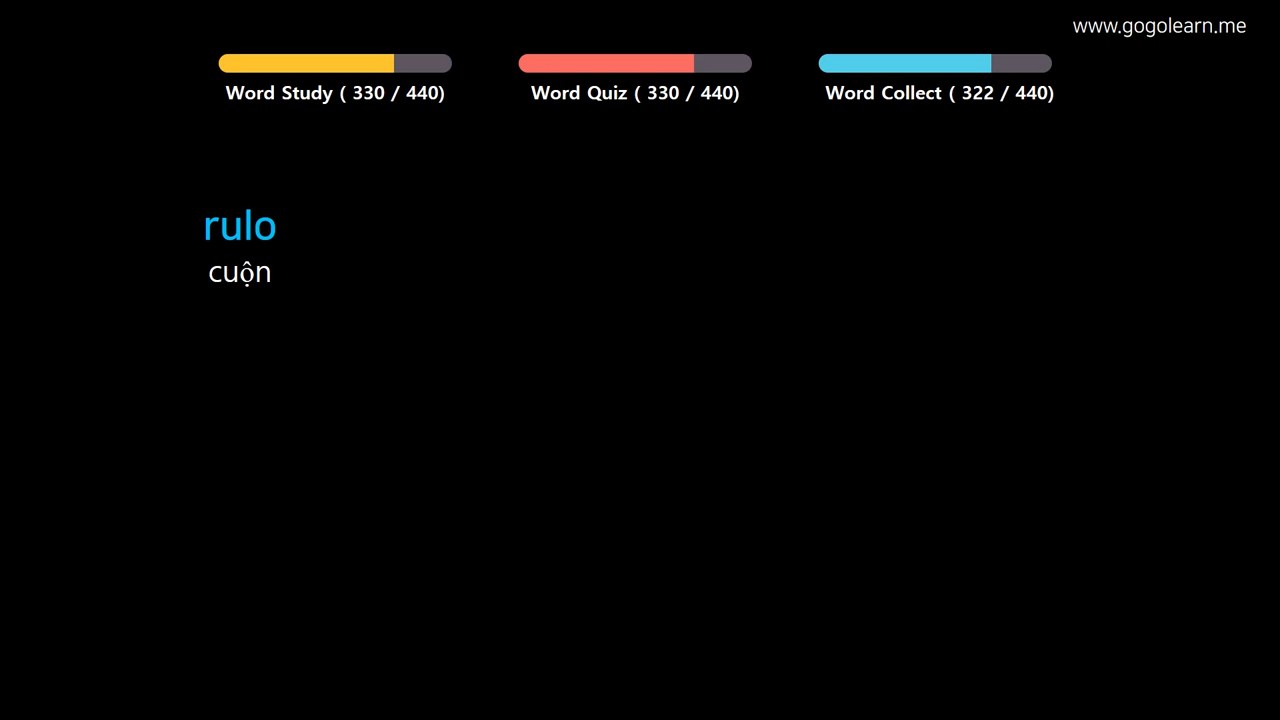 www.gogolearn.me
Word Study ( 330 / 440)
Word Quiz ( 330 / 440)
Word Collect ( 322 / 440)
rulo
cuộn